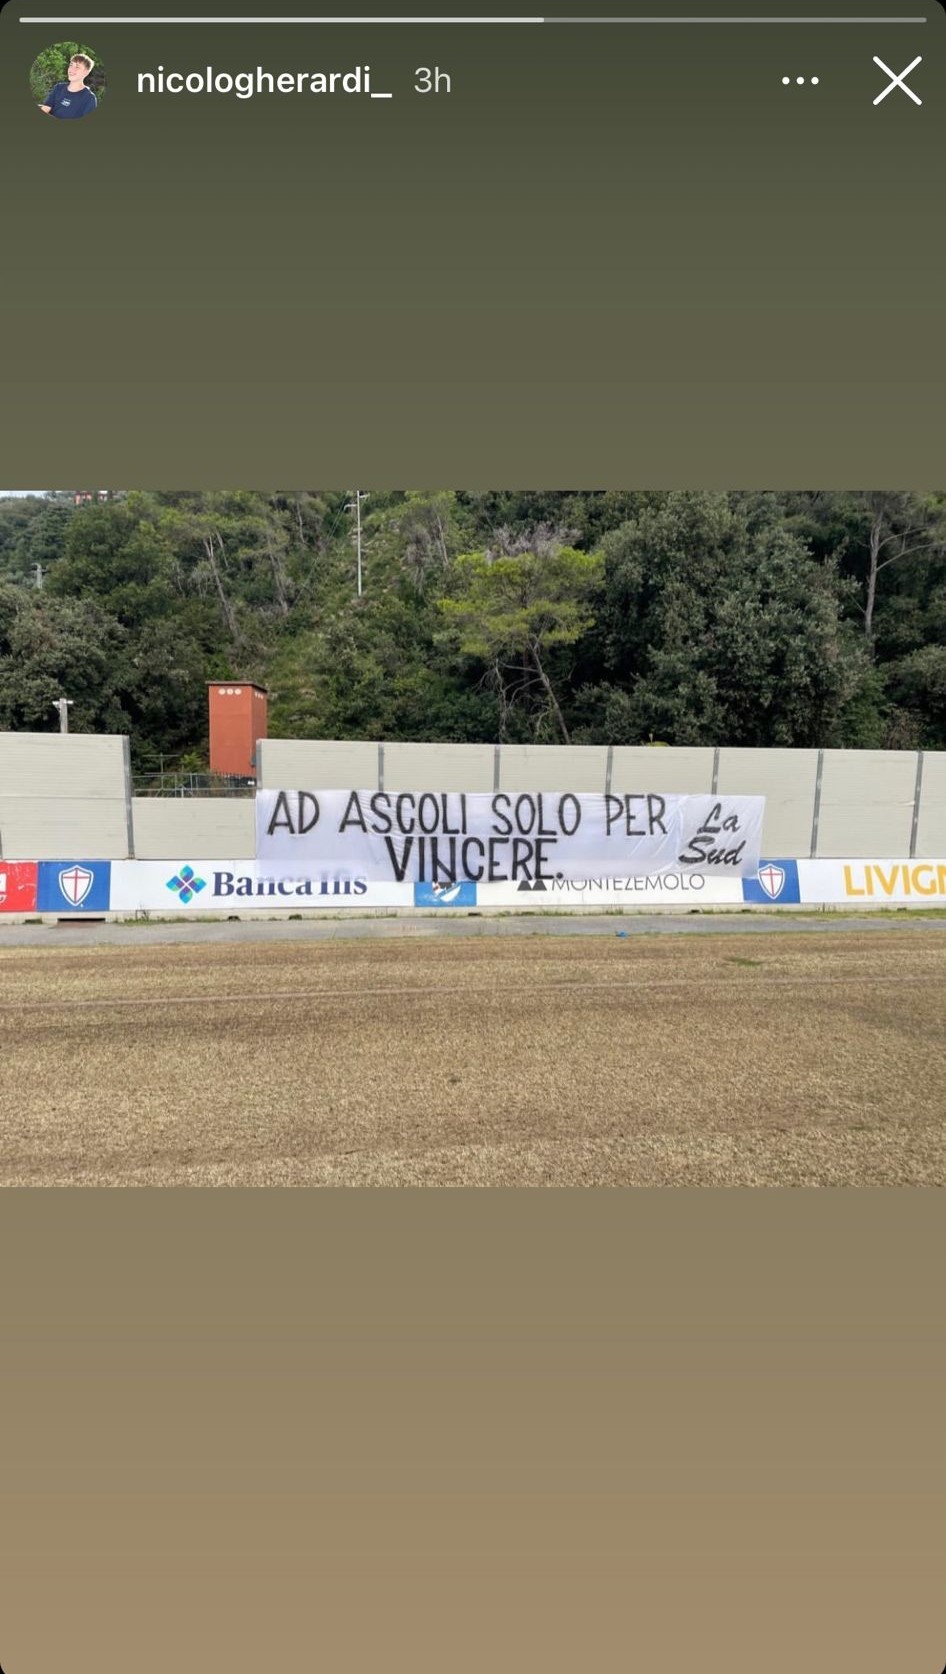 nicologherardi_ 3h
AD ASCOLI SOLO PER
VINCERE.
La
Sud
Banca Ifis
MONTEZEMOLO
LIVIGN